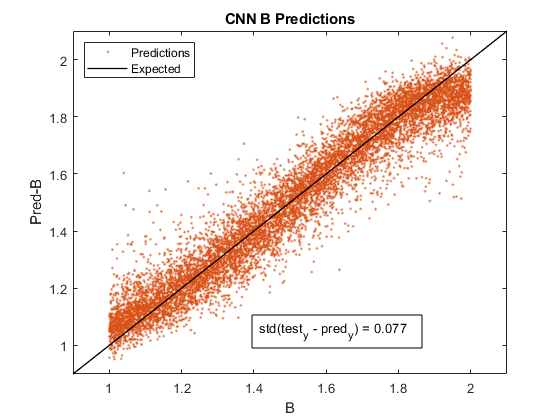 CNN B Predictions
Predictions
Expected
Pred-B
2
1.8
1.6
1.4
1.2
1
std(test_y - pred_y) = 0.077
1 1.2 1.4 1.6 1.8 2
B